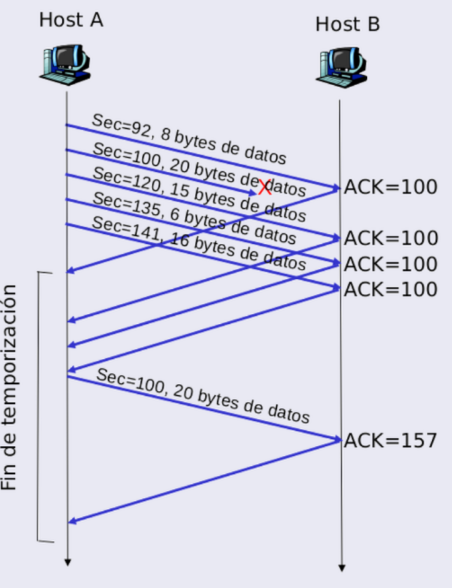 Host A
Host B
Sec=92, 8 bytes de datos
Sec=100, 20 bytes de datos
ACK=100
Sec=120, 15 bytes de datos
Sec=135, 6 bytes de datos
ACK=100
Sec=141, 16 bytes de datos
ACK=100
ACK=100
Fin de temporización
Sec=100, 20 bytes de datos
ACK=157